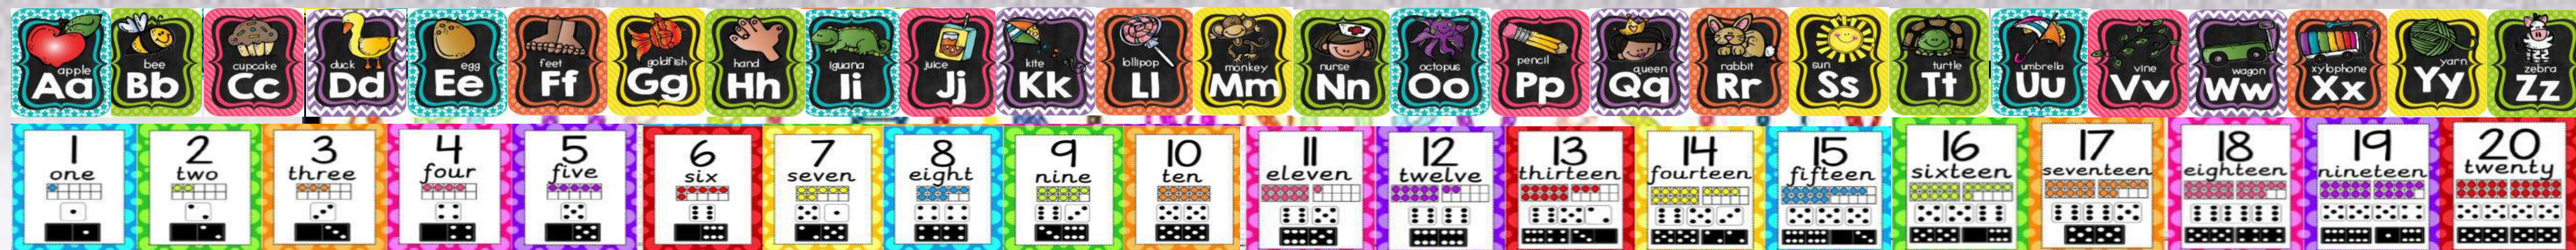 apple bee cupcake duck egg feet goldfish hand Iguana juice kite lollipop monkey nurse octopus pencil queen rabbit sun turtle umbrella vine wagon xylophone yarn zebra
Aa Bb Cc Dd Ee Ff Gg Hh Ii Jj Kk Ll Mm Nn Oo Pp Qq Rr Ss Tt Uu Vv Ww Xx Yy Zz
1 2 3 4 5 6 7 8 9 10 11 12 13 14 15 16 17 18 19 20
one two three four five six seven eight nine ten eleven twelve thirteen fourteen fifteen sixteen seventeen eighteen nineteen twenty